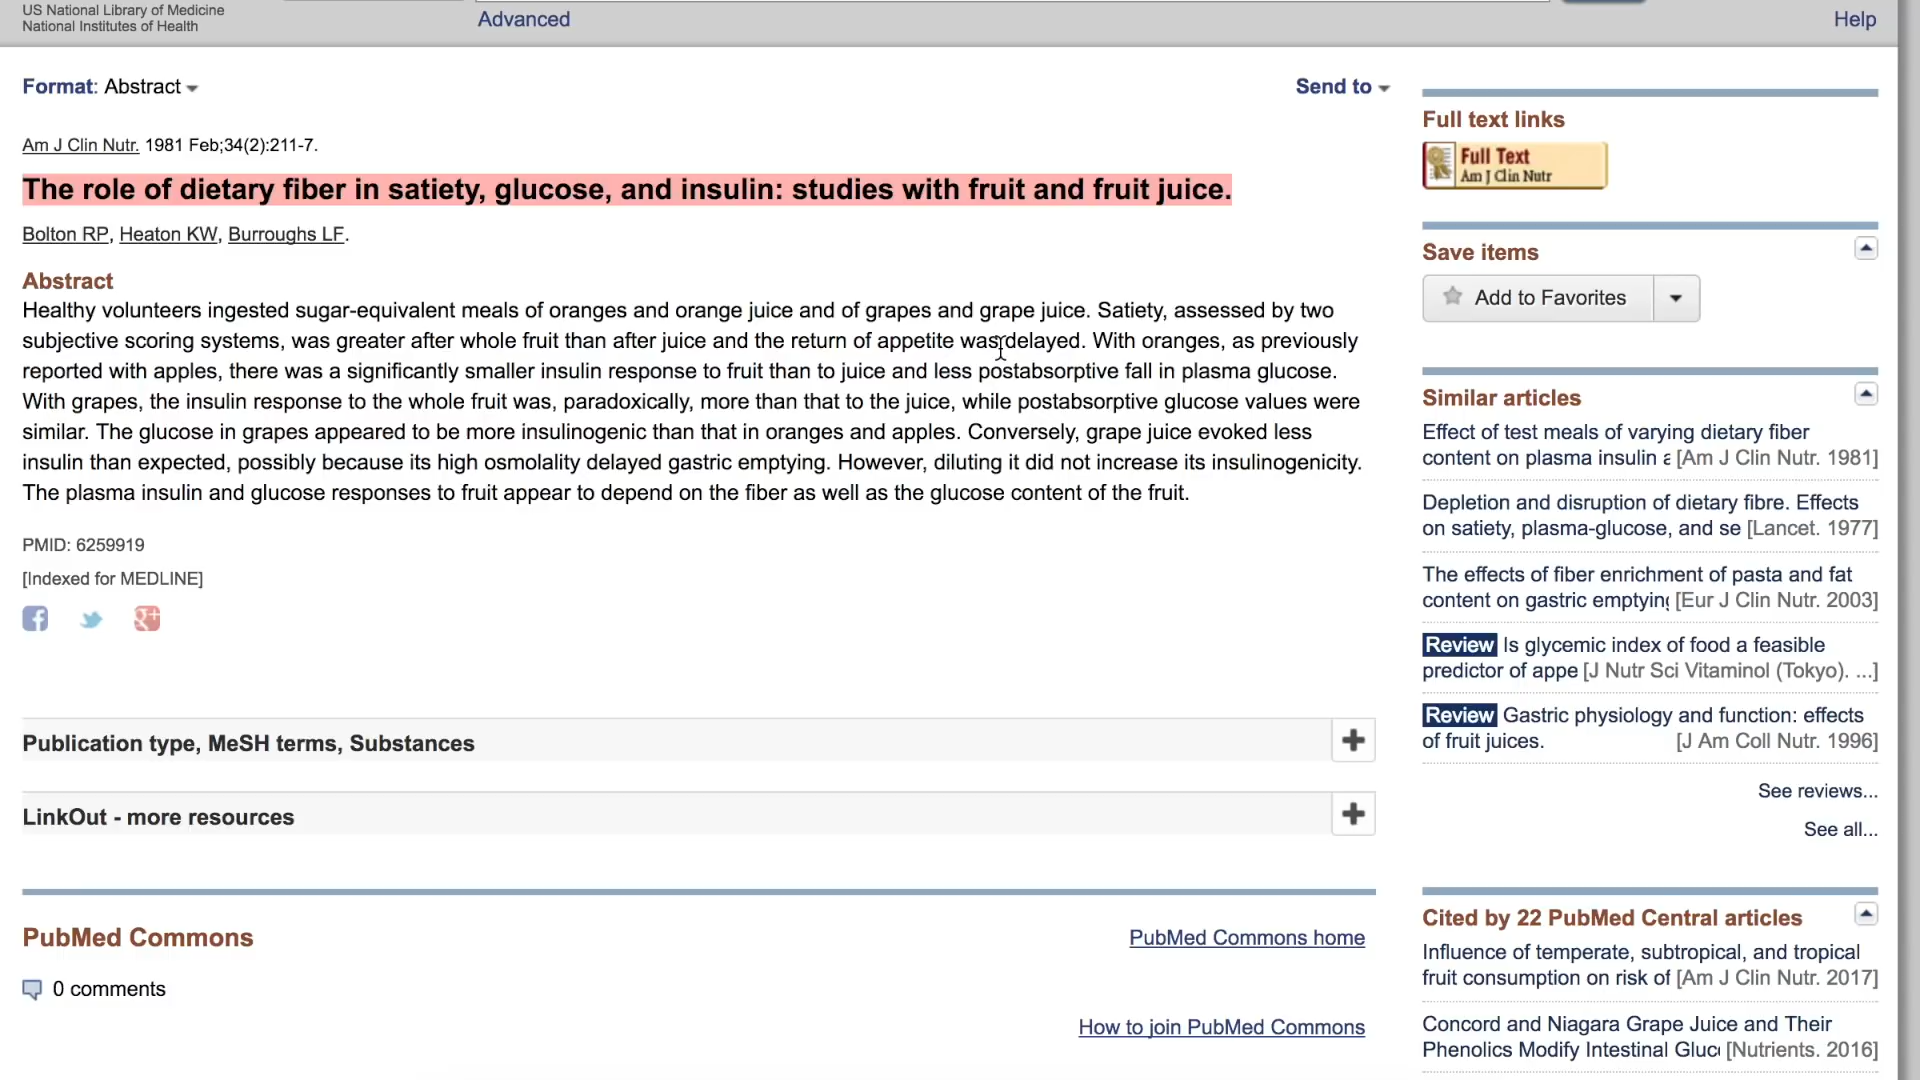 US National Library of Medicine
National Institutes of Health
Advanced
Help
Format: Abstract
Send to
Am J Clin Nutr. 1981 Feb;34(2):211-7.
The role of dietary fiber in satiety, glucose, and insulin: studies with fruit and fruit juice.
Bolton RP, Heaton KW, Burroughs LF.
Abstract
Healthy volunteers ingested sugar-equivalent meals of oranges and orange juice and of grapes and grape juice. Satiety, assessed by two
subjective scoring systems, was greater after whole fruit than after juice and the return of appetite was delayed. With oranges, as previously
reported with apples, there was a significantly smaller insulin response to fruit than to juice and less postabsorptive fall in plasma glucose.
With grapes, the insulin response to the whole fruit was, paradoxically, more than that to the juice, while postabsorptive glucose values were
similar. The glucose in grapes appeared to be more insulinogenic than that in oranges and apples. Conversely, grape juice evoked less
insulin than expected, possibly because its high osmolality delayed gastric emptying. However, diluting it did not increase its insulinogenicity.
The plasma insulin and glucose responses to fruit appear to depend on the fiber as well as the glucose content of the fruit.
PMID: 6259919
[Indexed for MEDLINE]
Publication type, MeSH terms, Substances
LinkOut - more resources
PubMed Commons
PubMed Commons home
0 comments
How to join PubMed Commons
Full text links
Full Text
Am J Clin Nutr
Save items
Add to Favorites
Similar articles
Effect of test meals of varying dietary fiber
content on plasma insulin a [Am J Clin Nutr. 1981]
Depletion and disruption of dietary fibre. Effects
on satiety, plasma-glucose, and se [Lancet. 1977]
The effects of fiber enrichment of pasta and fat
content on gastric emptying [Eur J Clin Nutr. 2003]
Review Is glycemic index of food a feasible
predictor of appe [J Nutr Sci Vitaminol (Tokyo). ...]
Review Gastric physiology and function: effects
of fruit juices. [J Am Coll Nutr. 1996]
See reviews...
See all...
Cited by 22 PubMed Central articles
Influence of temperate, subtropical, and tropical
fruit consumption on risk of [Am J Clin Nutr. 2017]
Concord and Niagara Grape Juice and Their
Phenolics Modify Intestinal Gluc [Nutrients. 2016]